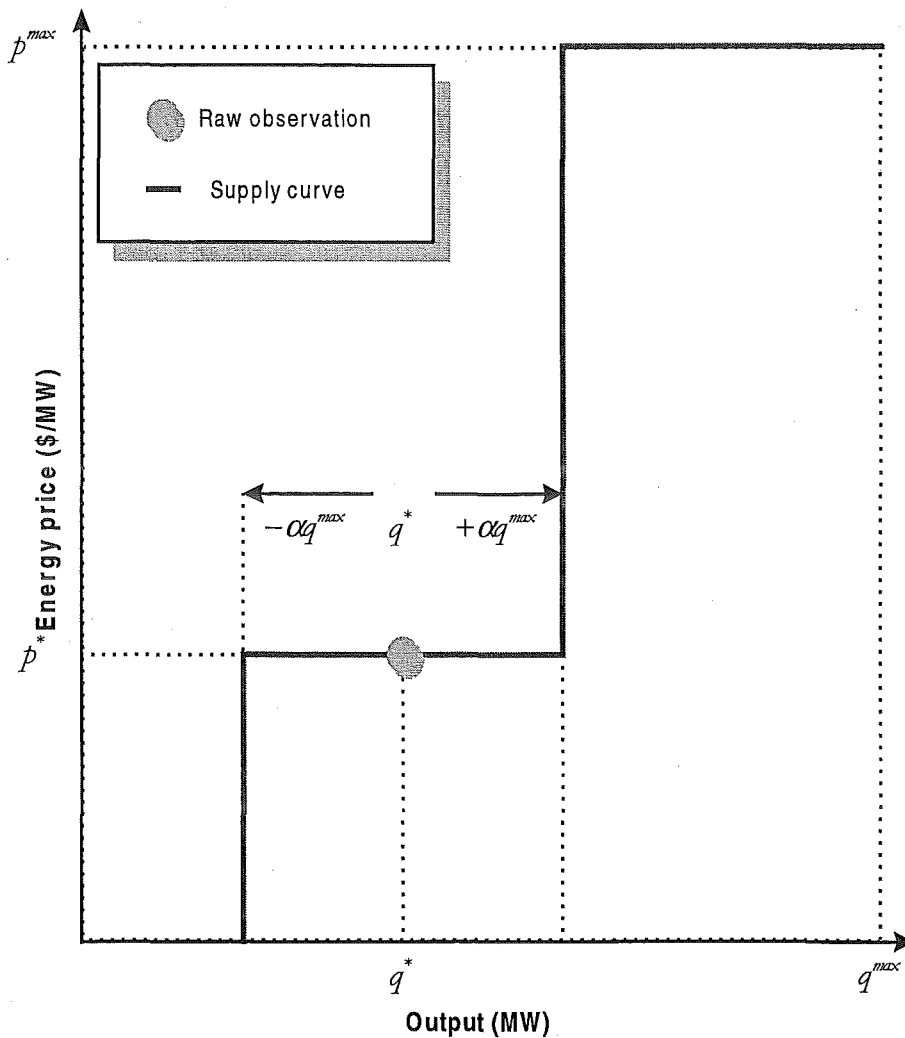 p^max
Raw observation
Supply curve
Energy price ($/MW)
−αq^max q^* +αq^max
p^*
q^* q^max
Output (MW)